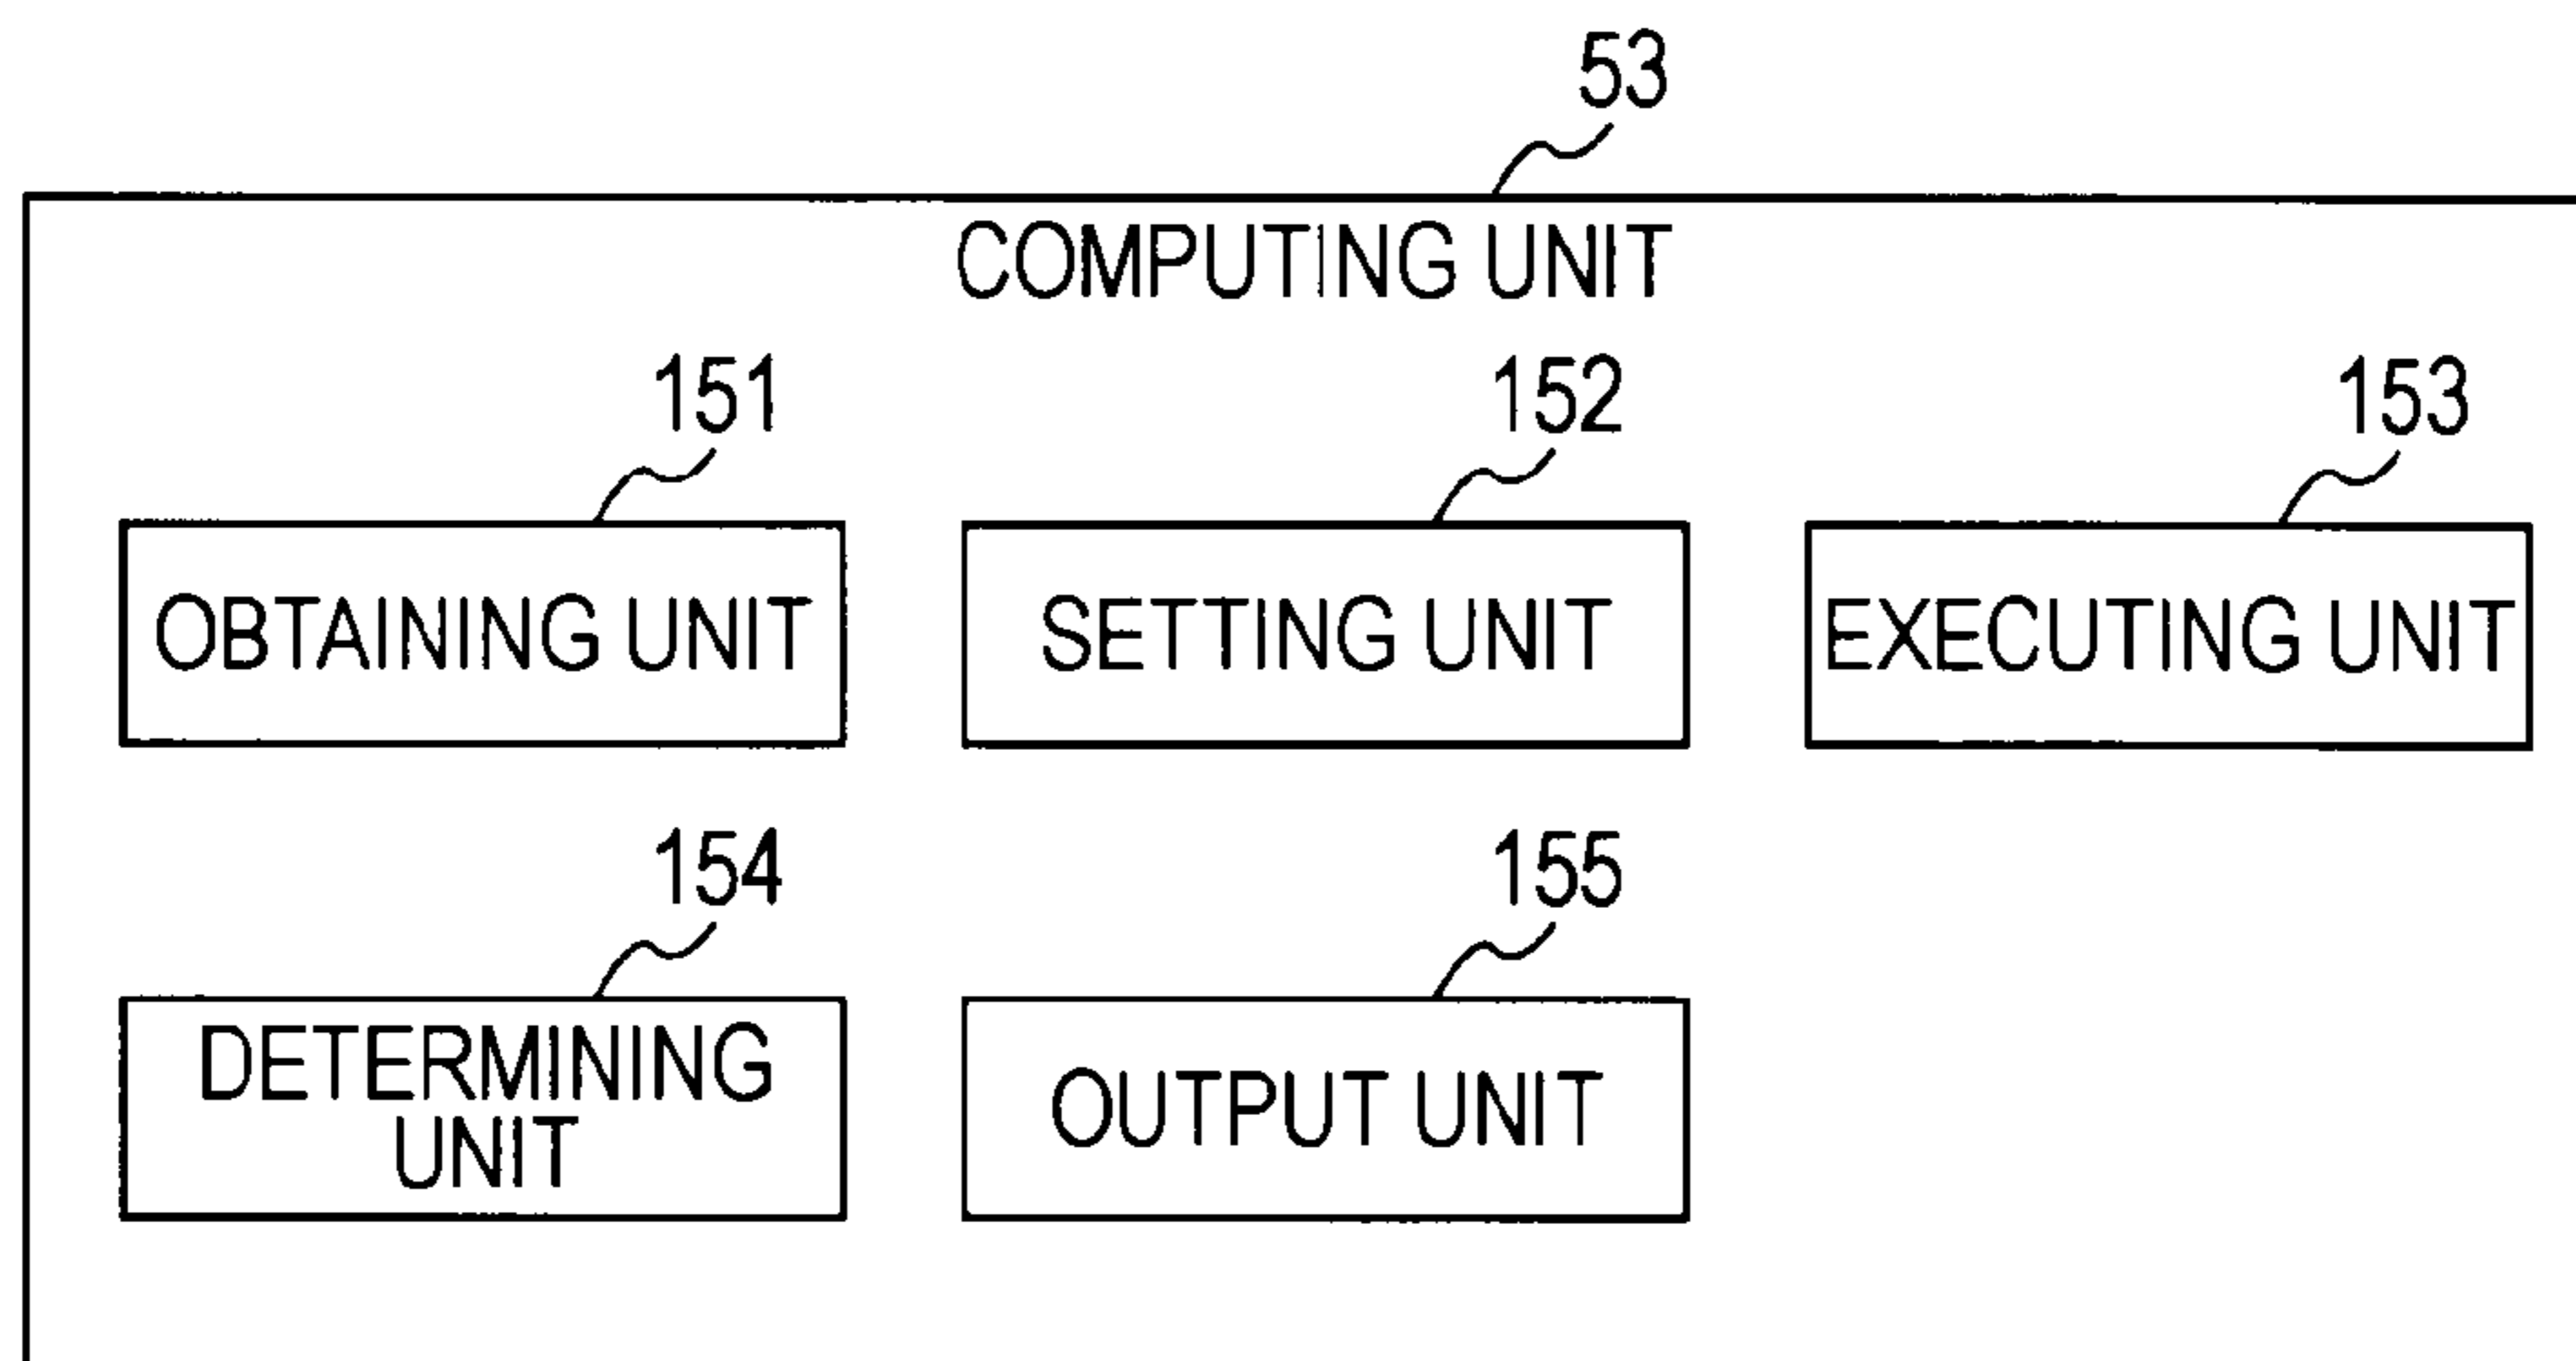 53
COMPUTING UNIT
151
152
153
OBTAINING UNIT
SETTING UNIT
EXECUTING UNIT
154
155
DETERMINING
UNIT
OUTPUT UNIT